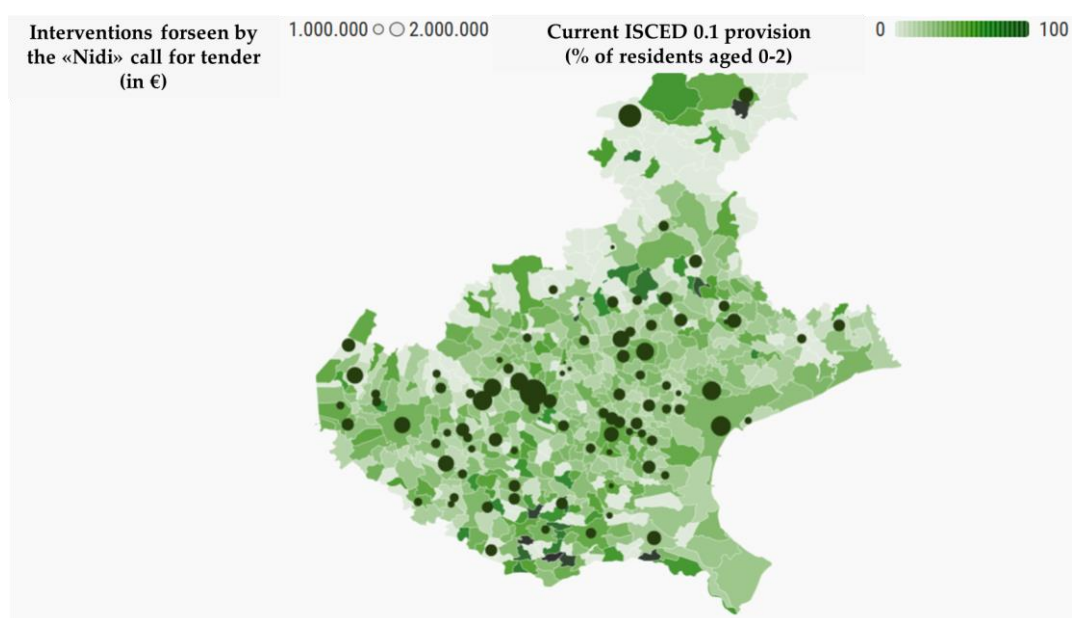 Interventions forseen by
the «Nidi» call for tender
(in €)
1.000.000 2.000.000
Current ISCED 0.1 provision
(% of residents aged 0-2)
0 100